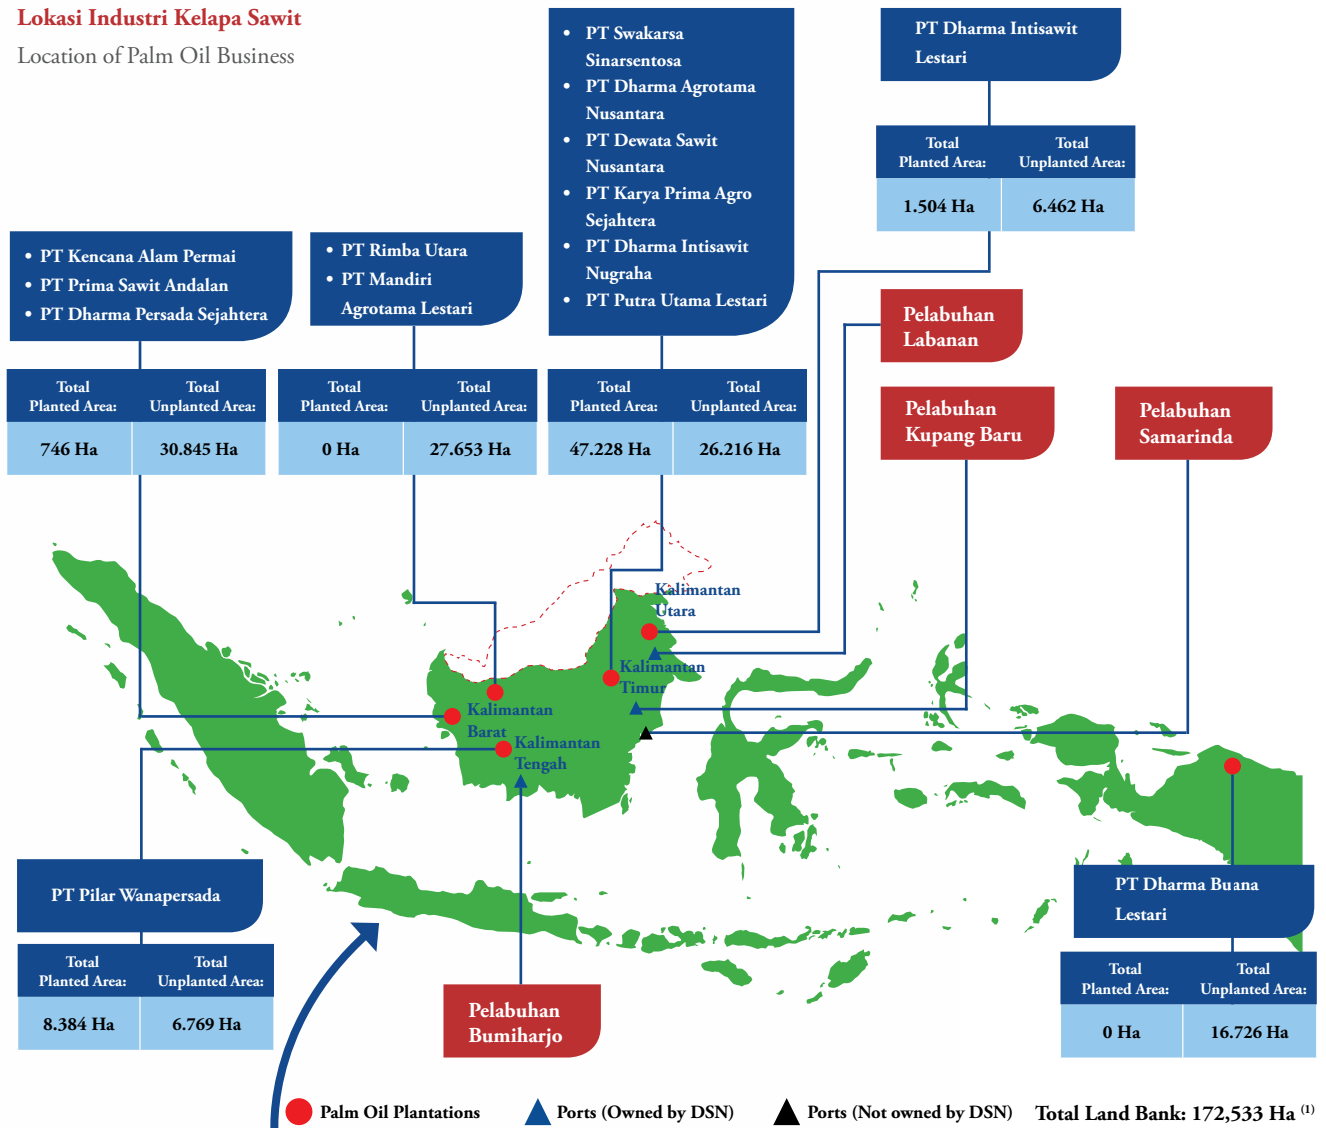 Lokasi Industri Kelapa Sawit
Location of Palm Oil Business
• PT Swakarsa
Sinarsentosa
• PT Dharma Agrotama
Nusantara
• PT Dewata Sawit
Nusantara
• PT Karya Prima Agro
Sejahtera
• PT Dharma Intisawit
Nugraha
• PT Putra Utama Lestari
Total
Planted Area:
Total
Unplanted Area:
47.228 Ha
26.216 Ha
PT Dharma Intisawit
Lestari
Total
Planted Area:
Total
Unplanted Area:
1.504 Ha
6.462 Ha
• PT Kencana Alam Permai
• PT Prima Sawit Andalan
• PT Dharma Persada Sejahtera
Total
Planted Area:
Total
Unplanted Area:
746 Ha
30.845 Ha
• PT Rimba Utara
• PT Mandiri
Agrotama Lestari
Total
Planted Area:
Total
Unplanted Area:
0 Ha
27.653 Ha
Pelabuhan
Labanan
Pelabuhan
Kupang Baru
Pelabuhan
Samarinda
Kalimantan
Utara
Kalimantan
Timur
Kalimantan
Barat
Kalimantan
Tengah
PT Pilar Wanapersada
Total
Planted Area:
Total
Unplanted Area:
8.384 Ha
6.769 Ha
Pelabuhan
Bumiharjo
PT Dharma Buana
Lestari
Total
Planted Area:
Total
Unplanted Area:
0 Ha
16.726 Ha
Palm Oil Plantations
Ports (Owned by DSN)
Ports (Not owned by DSN)
Total Land Bank: 172,533 Ha (1)